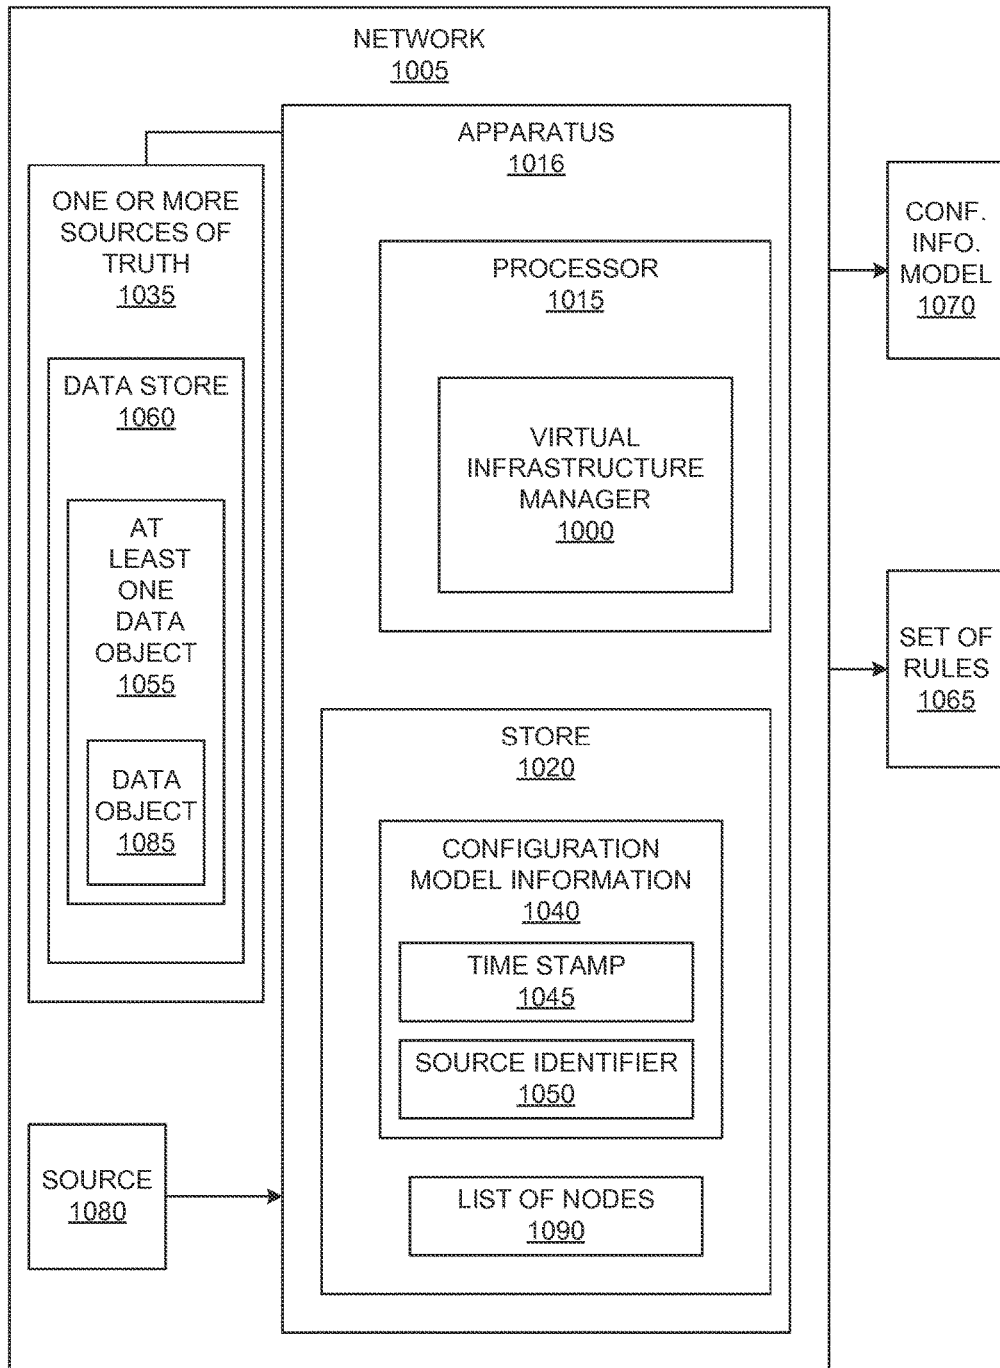 NETWORK
1005
APPARATUS
1016
ONE OR MORE
SOURCES OF
TRUTH
1035
DATA STORE
1060
AT
LEAST
ONE
DATA
OBJECT
1055
DATA
OBJECT
1085
PROCESSOR
1015
VIRTUAL
INFRASTRUCTURE
MANAGER
1000
STORE
1020
CONFIGURATION
MODEL INFORMATION
1040
TIME STAMP
1045
SOURCE IDENTIFIER
1050
LIST OF NODES
1090
SOURCE
1080
CONF.
INFO.
MODEL
1070
SET OF
RULES
1065